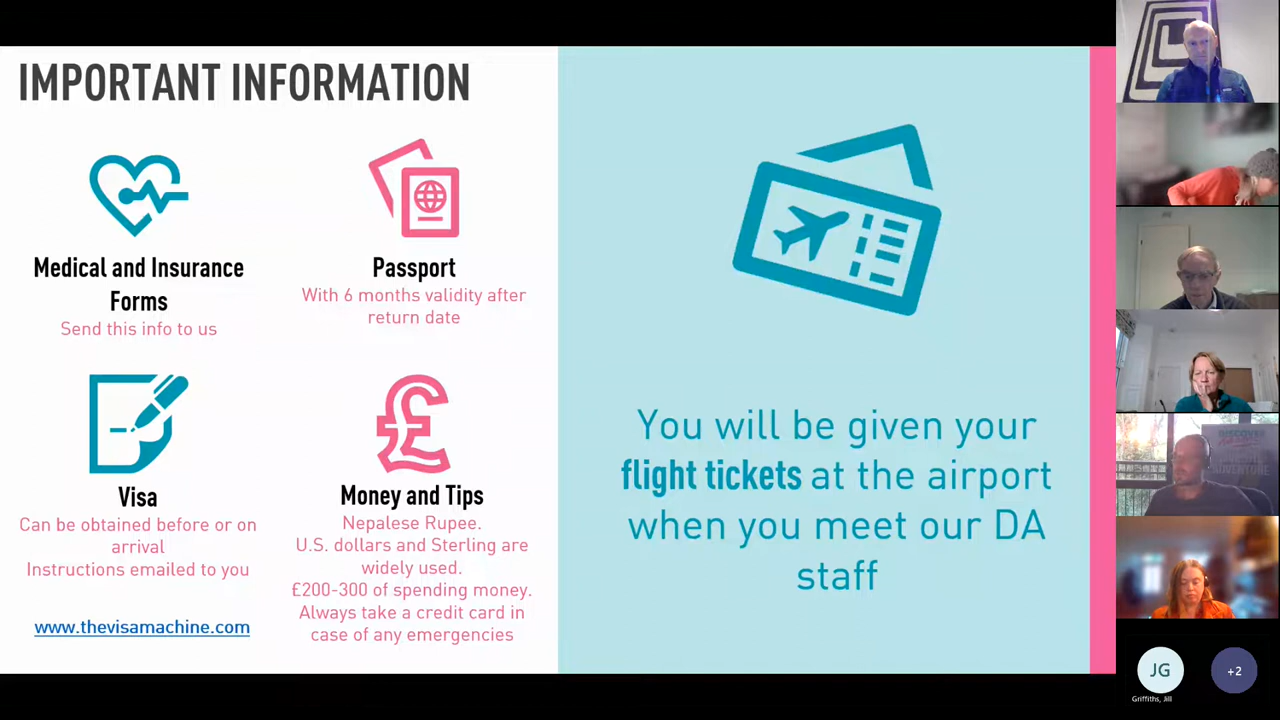 IMPORTANT INFORMATION
Medical and Insurance
Forms
Send this info to us
Passport
With 6 months validity after
return date
Visa
Can be obtained before or on
arrival
Instructions emailed to you
www.thevisamachine.com
Money and Tips
Nepalese Rupee.
U.S. dollars and Sterling are
widely used.
£200-300 of spending money.
Always take a credit card in
case of any emergencies
You will be given your
flight tickets at the airport
when you meet our DA
staff
DISCOVER
ADVENTURE
JG
+2
Griffiths, Jill